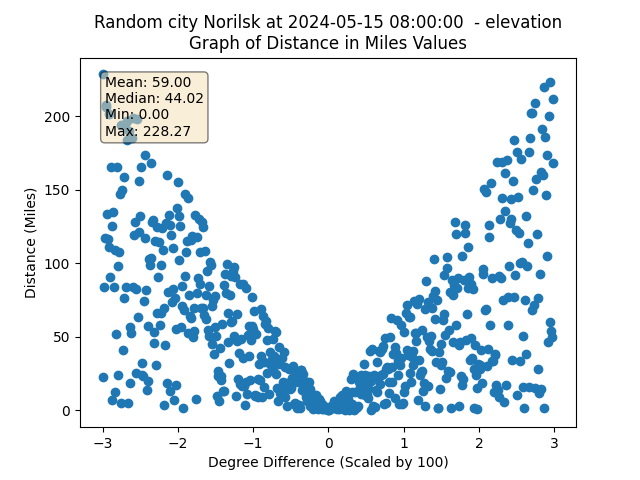 Random city Norilsk at 2024-05-15 08:00:00  - elevation
Graph of Distance in Miles Values
Mean: 59.00
Median: 44.02
Min: 0.00
Max: 228.27
Distance (Miles)
200
150
100
50
0
−3 −2 −1 0 1 2 3
Degree Difference (Scaled by 100)